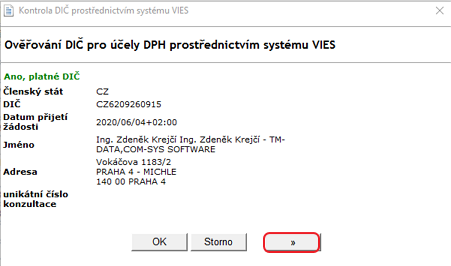 Kontrola DIČ prostřednictvím systému VIES
Ověřování DIČ pro účely DPH prostřednictvím systému VIES
Ano, platné DIČ
Členský stát CZ
DIČ CZ6209260915
Datum přijetí žádosti 2020/06/04+02:00
Jméno Ing. Zdeněk Krejčí Ing. Zdeněk Krejčí - TM-
DATA,COM-SYS SOFTWARE
Adresa Vokáčova 1183/2
PRAHA 4 - MICHLE
140 00 PRAHA 4
unikátní číslo
konzultace
OK Storno »